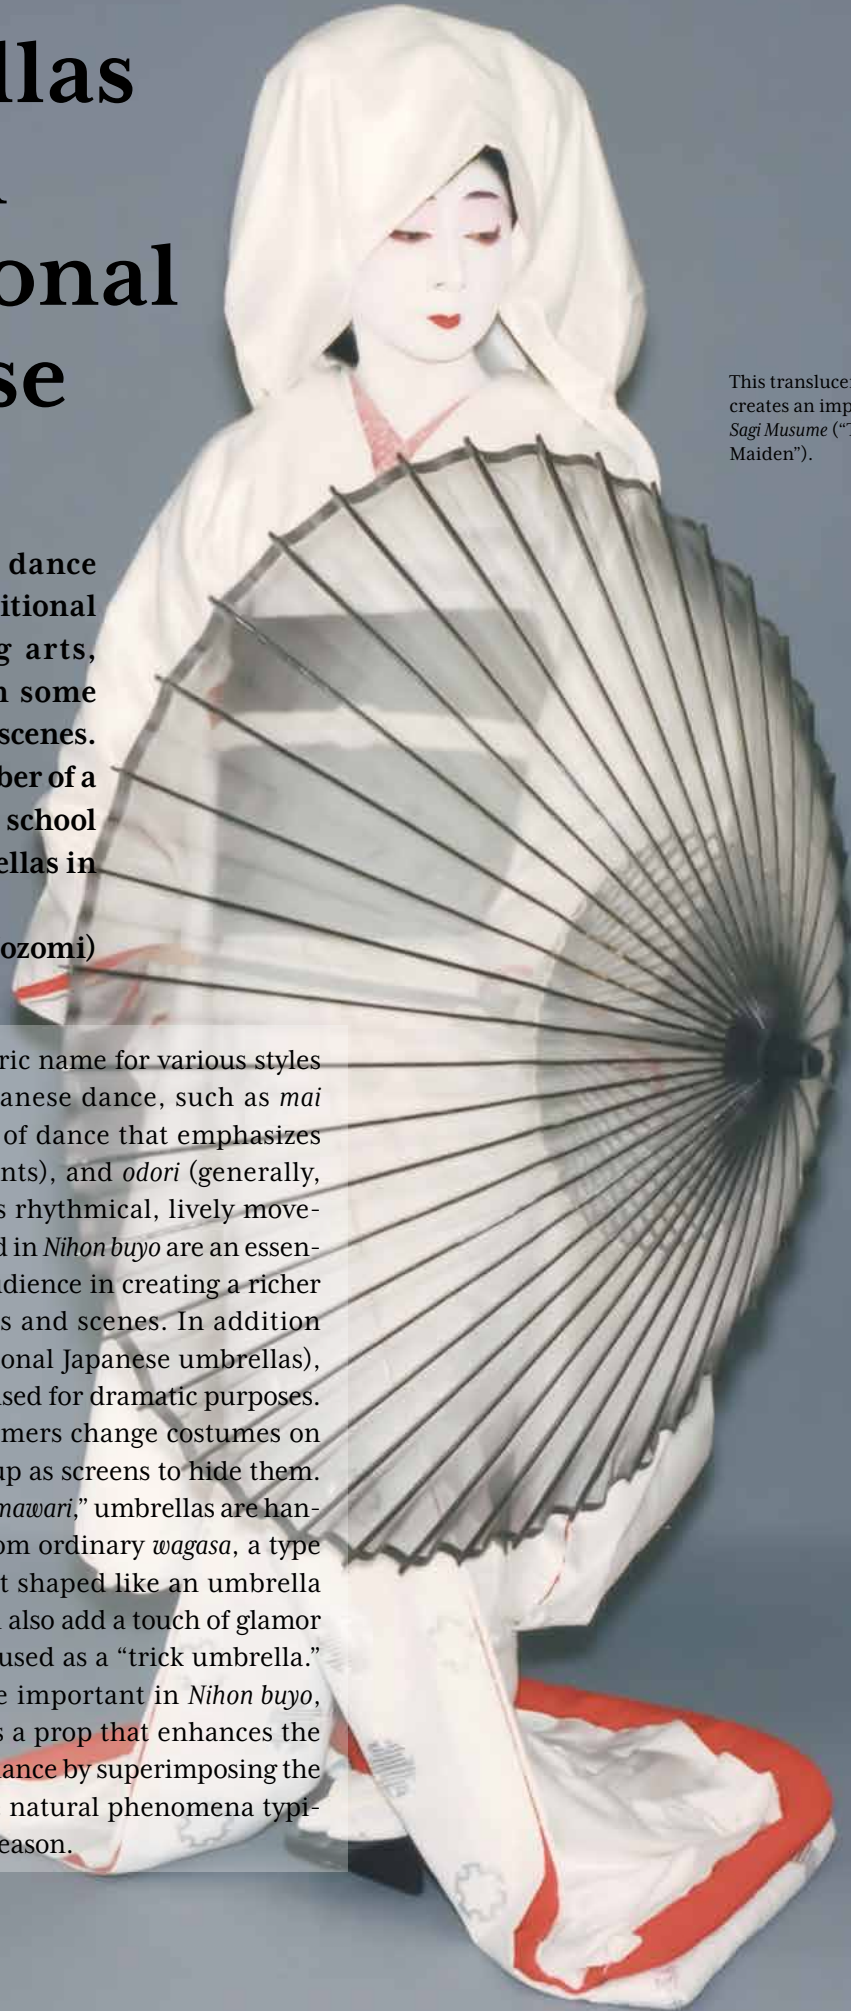 llas
onal
se
This transluce
creates an imp
Sagi Musume (“T
Maiden”).
dance
itional
g arts,
n some
scenes.
ber of a
school
ellas in
ozomi)
ric name for various styles
anese dance, such as mai
of dance that emphasizes
nts), and odori (generally,
s rhythmical, lively move-
d in Nihon buyo are an essen-
udience in creating a richer
s and scenes. In addition
ional Japanese umbrellas),
used for dramatic purposes.
mers change costumes on
up as screens to hide them.
mawari,” umbrellas are han-
om ordinary wagasa, a type
t shaped like an umbrella
also add a touch of glamor
used as a “trick umbrella.”
e important in Nihon buyo,
s a prop that enhances the
lance by superimposing the
natural phenomena typi-
eason.